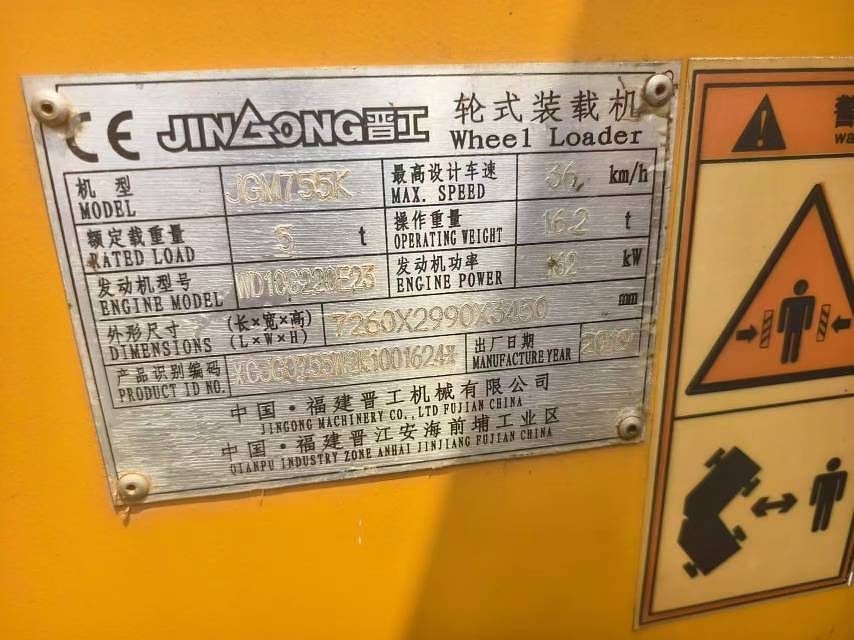 CE JINGONG晋工 轮式装载机
Wheel Loader
机型 JGM755K 最高设计车速 36 km/h
MODEL MAX. SPEED
额定载重量 5 t 操作重量 16.2 t
RATED LOAD OPERATING WEIGHT
发动机型号 WD10G220E23 发动机功率 162 kW
ENGINE MODEL ENGINE POWER
外形尺寸 (长×宽×高) 7260X2990X3450 mm
DIMENSIONS (L×W×H)
产品识别编码 出厂日期
PRODUCT ID NO. MANUFACTURE YEAR
中国·福建晋工机械有限公司
JINGONG MACHINERY CO., LTD FUJIAN CHINA
中国·福建晋江安海前埔工业区
QIANPU INDUSTRY ZONE ANHAI JINJIANG FUJIAN CHINA